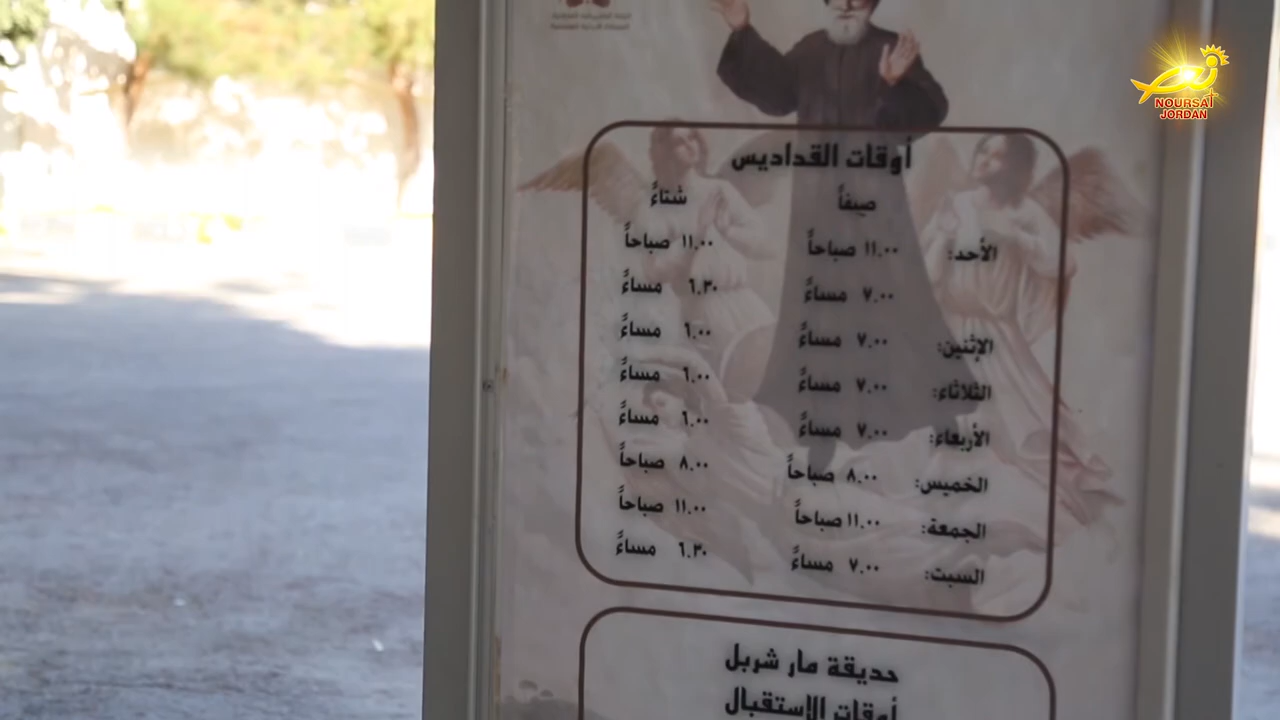 أوقات القداديس
صيفاً شتاءً
الأحد: ١١.٠٠ صباحاً ١١.٠٠ صباحاً
٧.٠٠ مساءً ٦.٣٠ مساءً
الإثنين: ٧.٠٠ مساءً ٦.٠٠ مساءً
الثلاثاء: ٧.٠٠ مساءً ٦.٠٠ مساءً
الأربعاء: ٧.٠٠ مساءً ٦.٠٠ مساءً
الخميس: ٨.٠٠ صباحاً ٨.٠٠ صباحاً
الجمعة: ١١.٠٠ صباحاً ١١.٠٠ صباحاً
السبت: ٧.٠٠ مساءً ٦.٣٠ مساءً
حديقة مار شربل
أوقات الإستقبال
NOURSAT
JORDAN